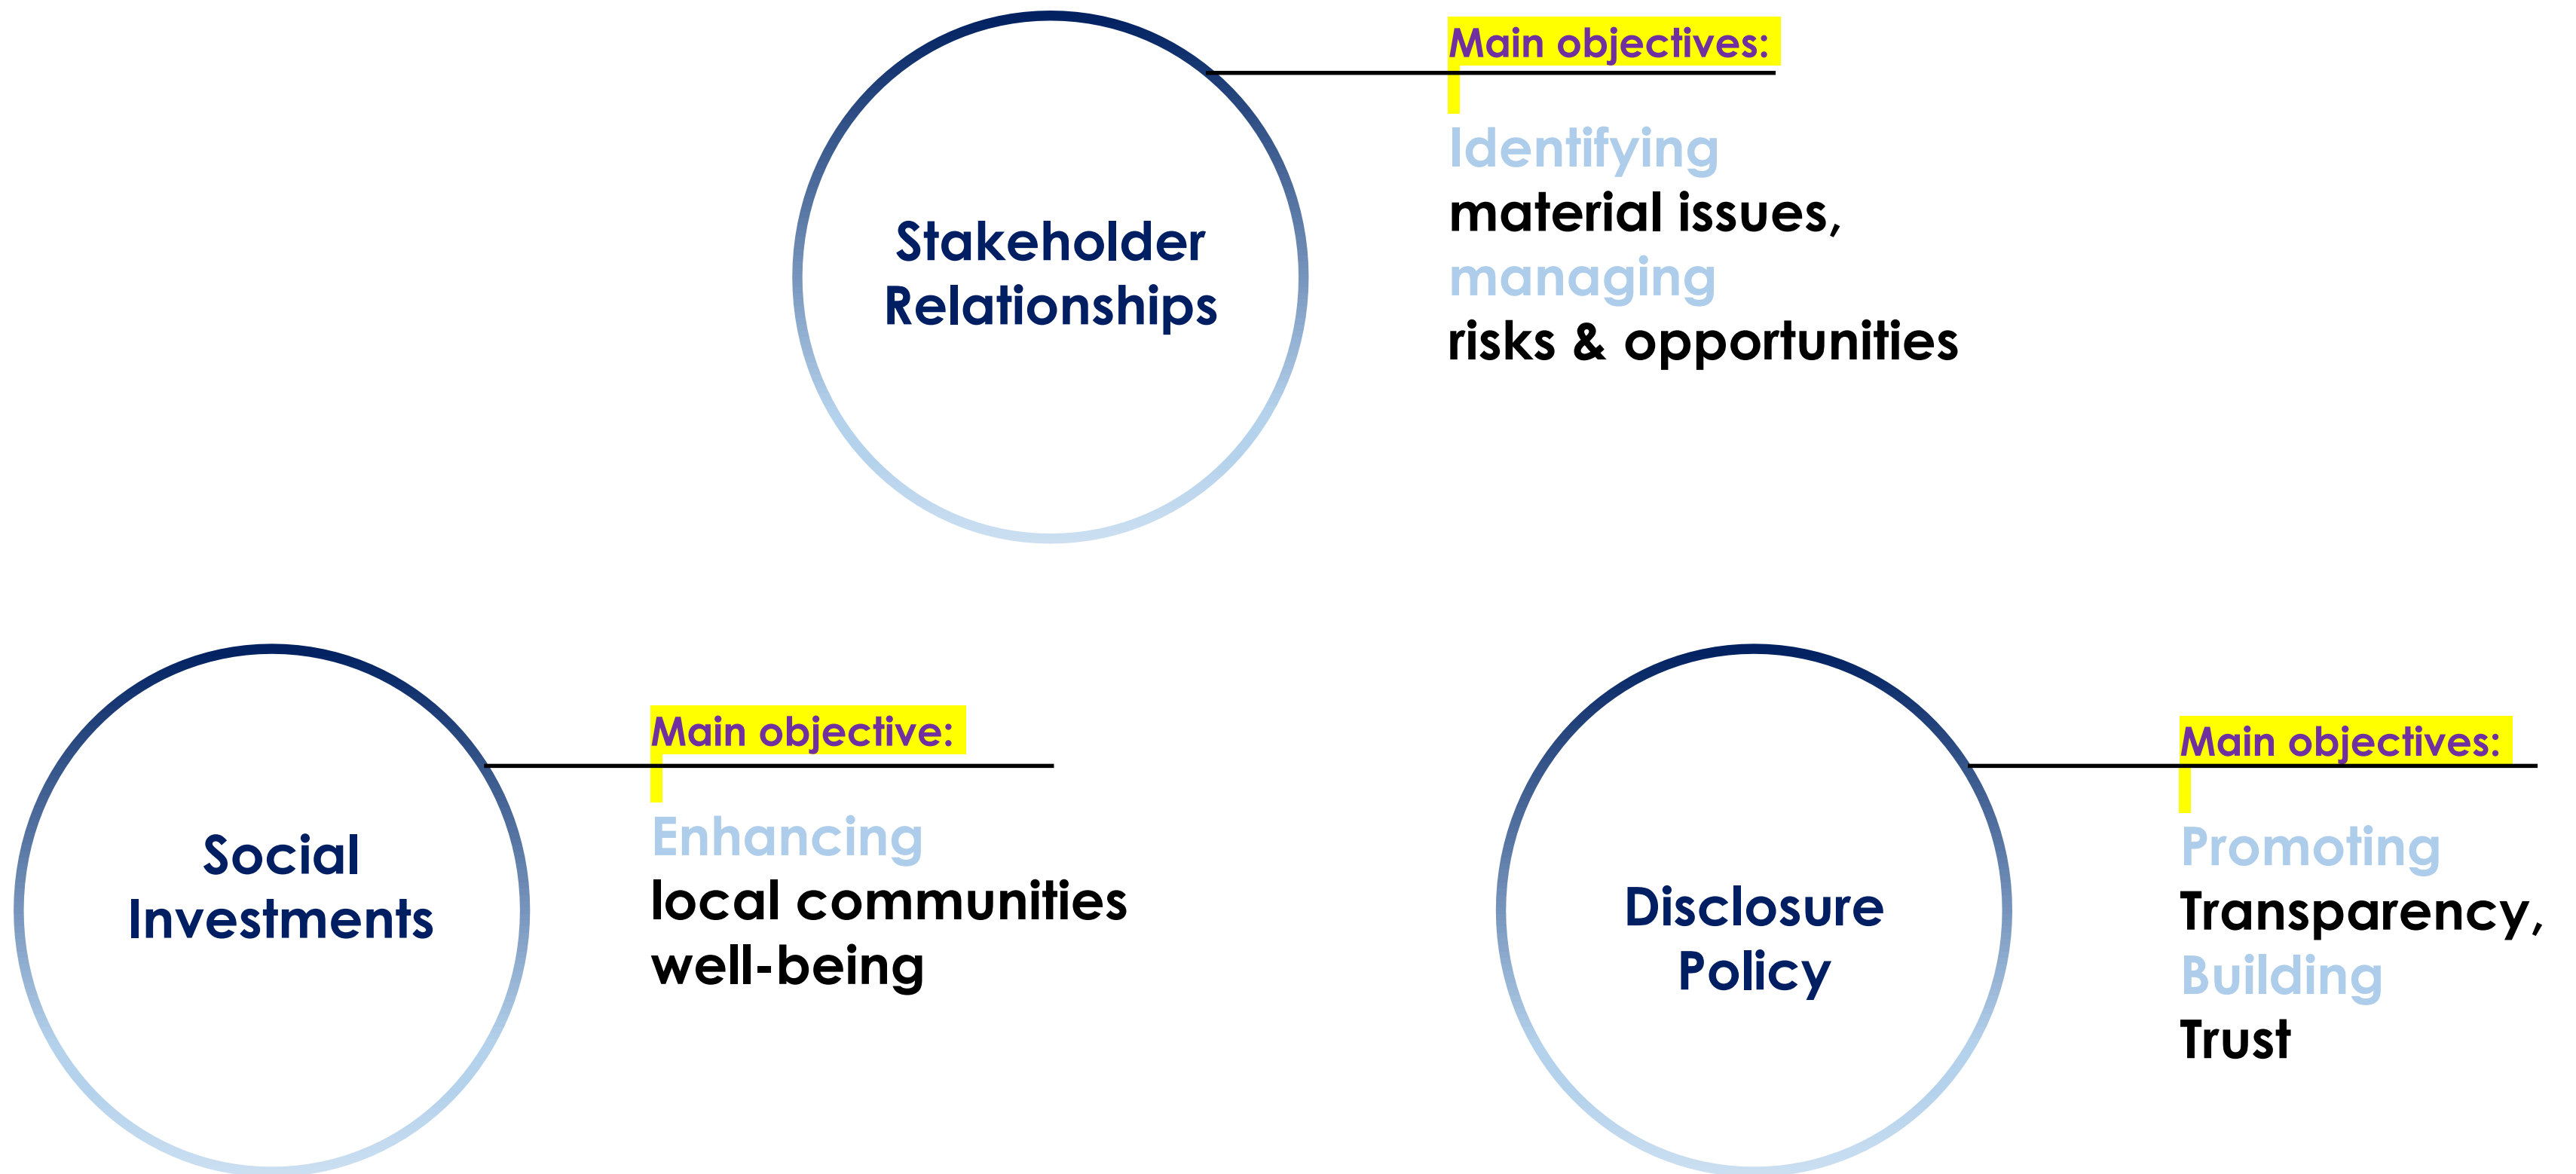 Stakeholder
Relationships
Main objectives:
Identifying
material issues,
managing
risks & opportunities
Social
Investments
Main objective:
Enhancing
local communities
well-being
Disclosure
Policy
Main objectives:
Promoting
Transparency,
Building
Trust